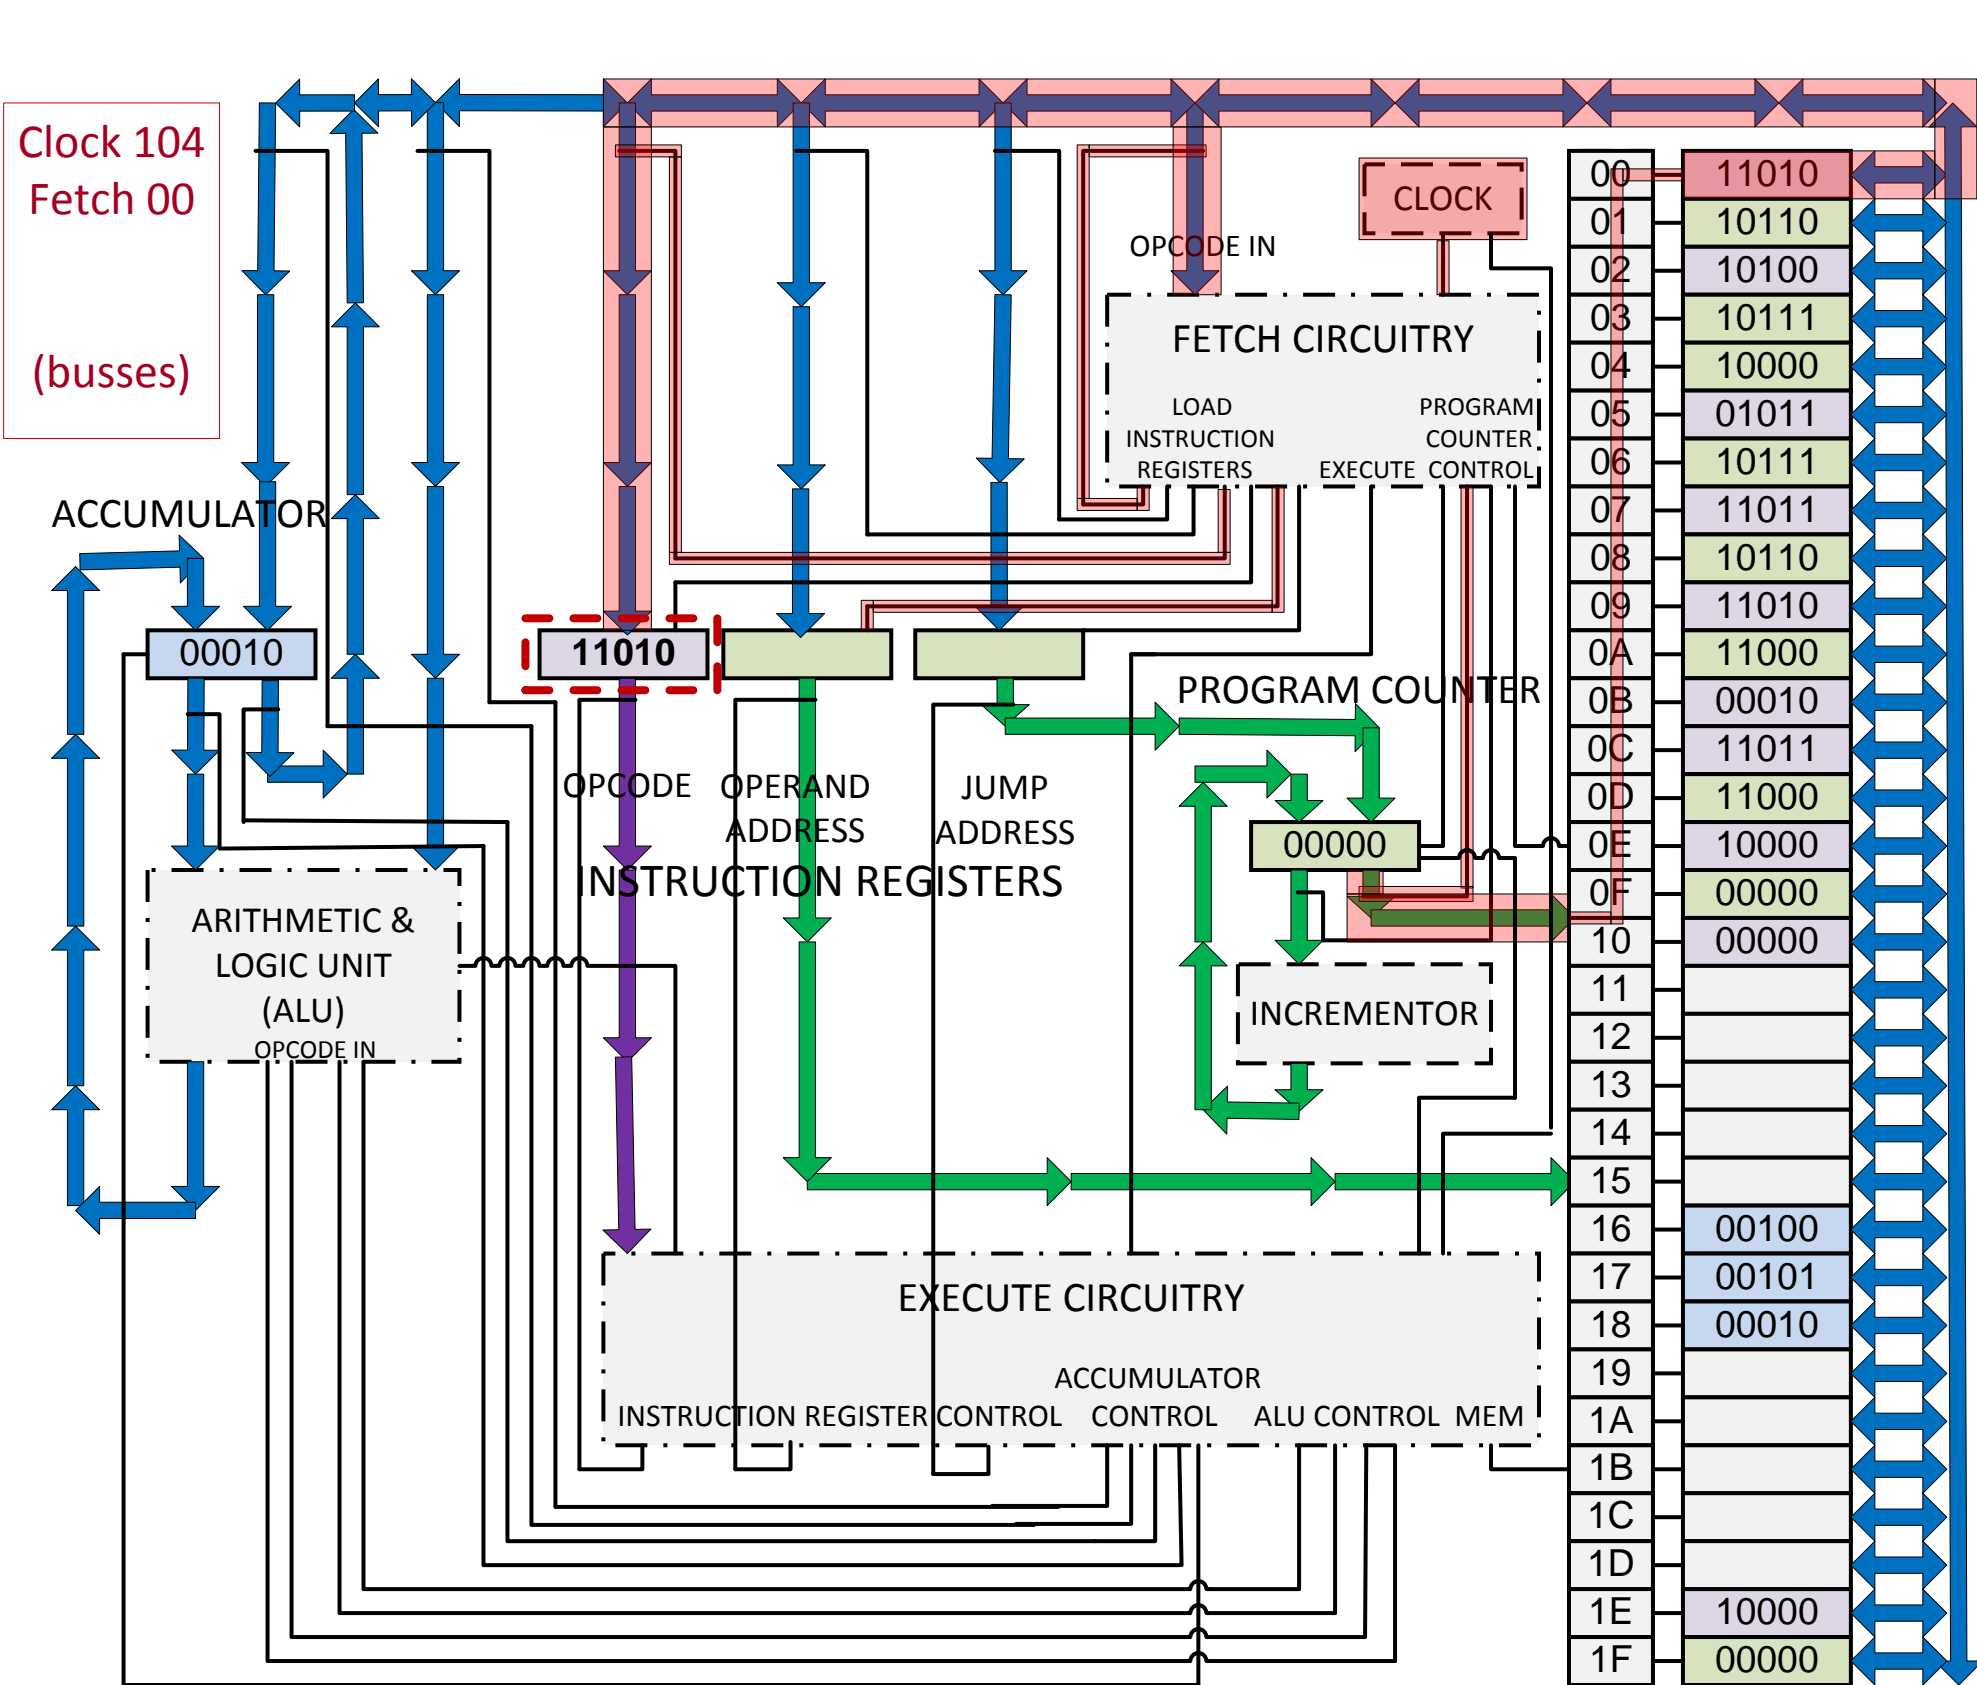 Clock 104
Fetch 00
(busses)
CLOCK
OPCODE IN
FETCH CIRCUITRY
LOAD
INSTRUCTION
REGISTERS
EXECUTE
PROGRAM
COUNTER
CONTROL
ACCUMULATOR
00010
11010
PROGRAM COUNTER
00000
OPCODE
OPERAND
ADDRESS
JUMP
ADDRESS
INSTRUCTION REGISTERS
ARITHMETIC &
LOGIC UNIT
(ALU)
OPCODE IN
INCREMENTOR
EXECUTE CIRCUITRY
INSTRUCTION REGISTER CONTROL
ACCUMULATOR
CONTROL
ALU CONTROL
MEM
00 11010
01 10110
02 10100
03 10111
04 10000
05 01011
06 10111
07 11011
08 10110
09 11010
0A 11000
0B 00010
0C 11011
0D 11000
0E 10000
0F 00000
10 00000
11
12
13
14
15
16 00100
17 00101
18 00010
19
1A
1B
1C
1D
1E 10000
1F 00000